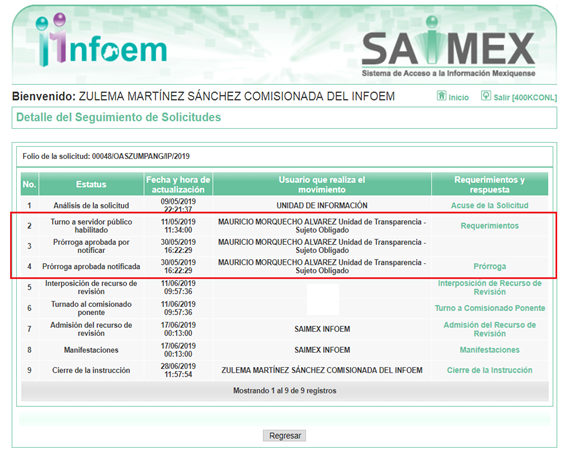 infoem
SAIMEX
Sistema de Acceso a la Información Mexiquense
Bienvenido: ZULEMA MARTÍNEZ SÁNCHEZ COMISIONADA DEL INFOEM
Inicio
Salir [400KCONL]
Detalle del Seguimiento de Solicitudes
Folio de la solicitud: 00048/OASZUMPANG/IP/2019
No. Estatus Fecha y hora de actualización Usuario que realiza el movimiento Requerimientos y respuesta
1 Análisis de la solicitud 09/05/2019 22:21:37 UNIDAD DE INFORMACIÓN Acuse de la Solicitud
2 Turno a servidor público habilitado 11/05/2019 11:34:00 MAURICIO MORQUECHO ALVAREZ Unidad de Transparencia - Sujeto Obligado Requerimientos
3 Prórroga aprobada por notificar 30/05/2019 16:22:29 MAURICIO MORQUECHO ALVAREZ Unidad de Transparencia - Sujeto Obligado
4 Prórroga aprobada notificada 30/05/2019 16:22:29 MAURICIO MORQUECHO ALVAREZ Unidad de Transparencia - Sujeto Obligado Prórroga
5 Interposición de recurso de revisión 11/06/2019 09:57:36 Interposición de Recurso de Revisión
6 Turnado al comisionado ponente 11/06/2019 09:57:36 Turno a Comisionado Ponente
7 Admisión del recurso de revisión 17/06/2019 00:13:00 SAIMEX INFOEM Admisión del Recurso de Revisión
8 Manifestaciones 17/06/2019 00:13:00 SAIMEX INFOEM Manifestaciones
9 Cierre de la instrucción 28/06/2019 11:57:54 ZULEMA MARTÍNEZ SÁNCHEZ COMISIONADA DEL INFOEM Cierre de la Instrucción
Mostrando 1 al 9 de 9 registros
Regresar